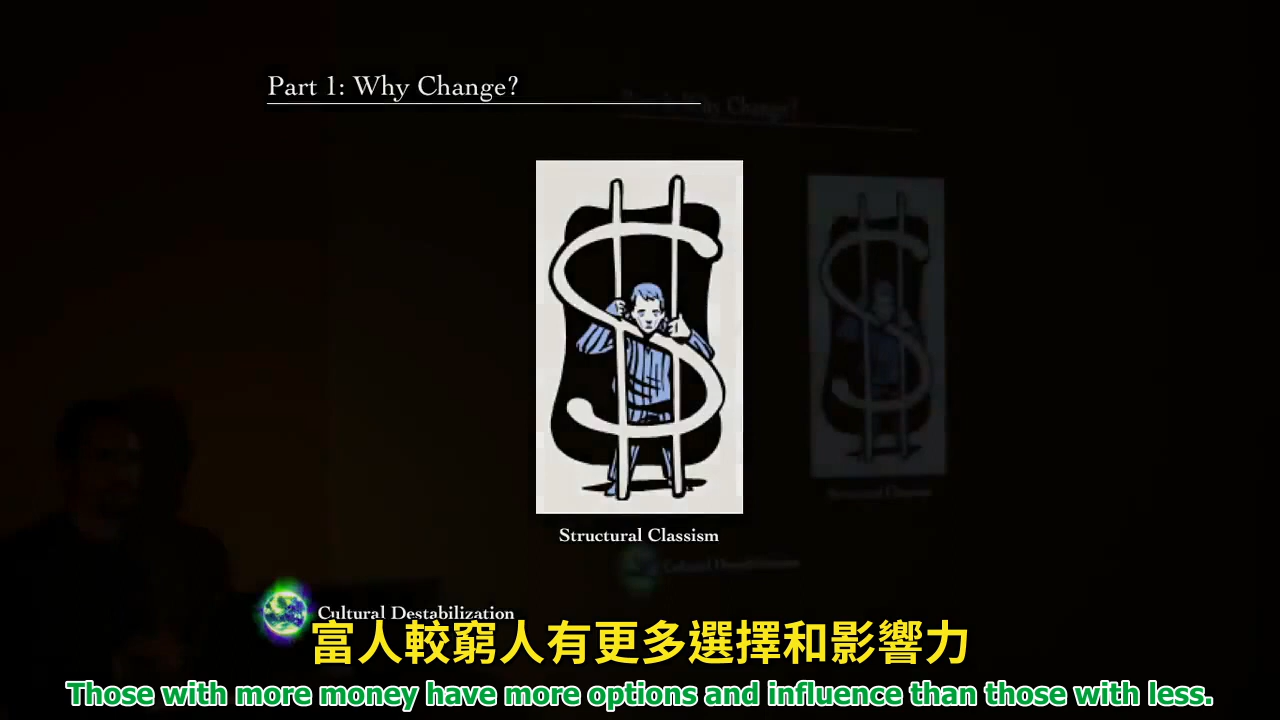 Part 1: Why Change?
Structural Classism
Cultural Destabilization
富人較窮人有更多選擇和影響力
Those with more money have more options and influence than those with less.